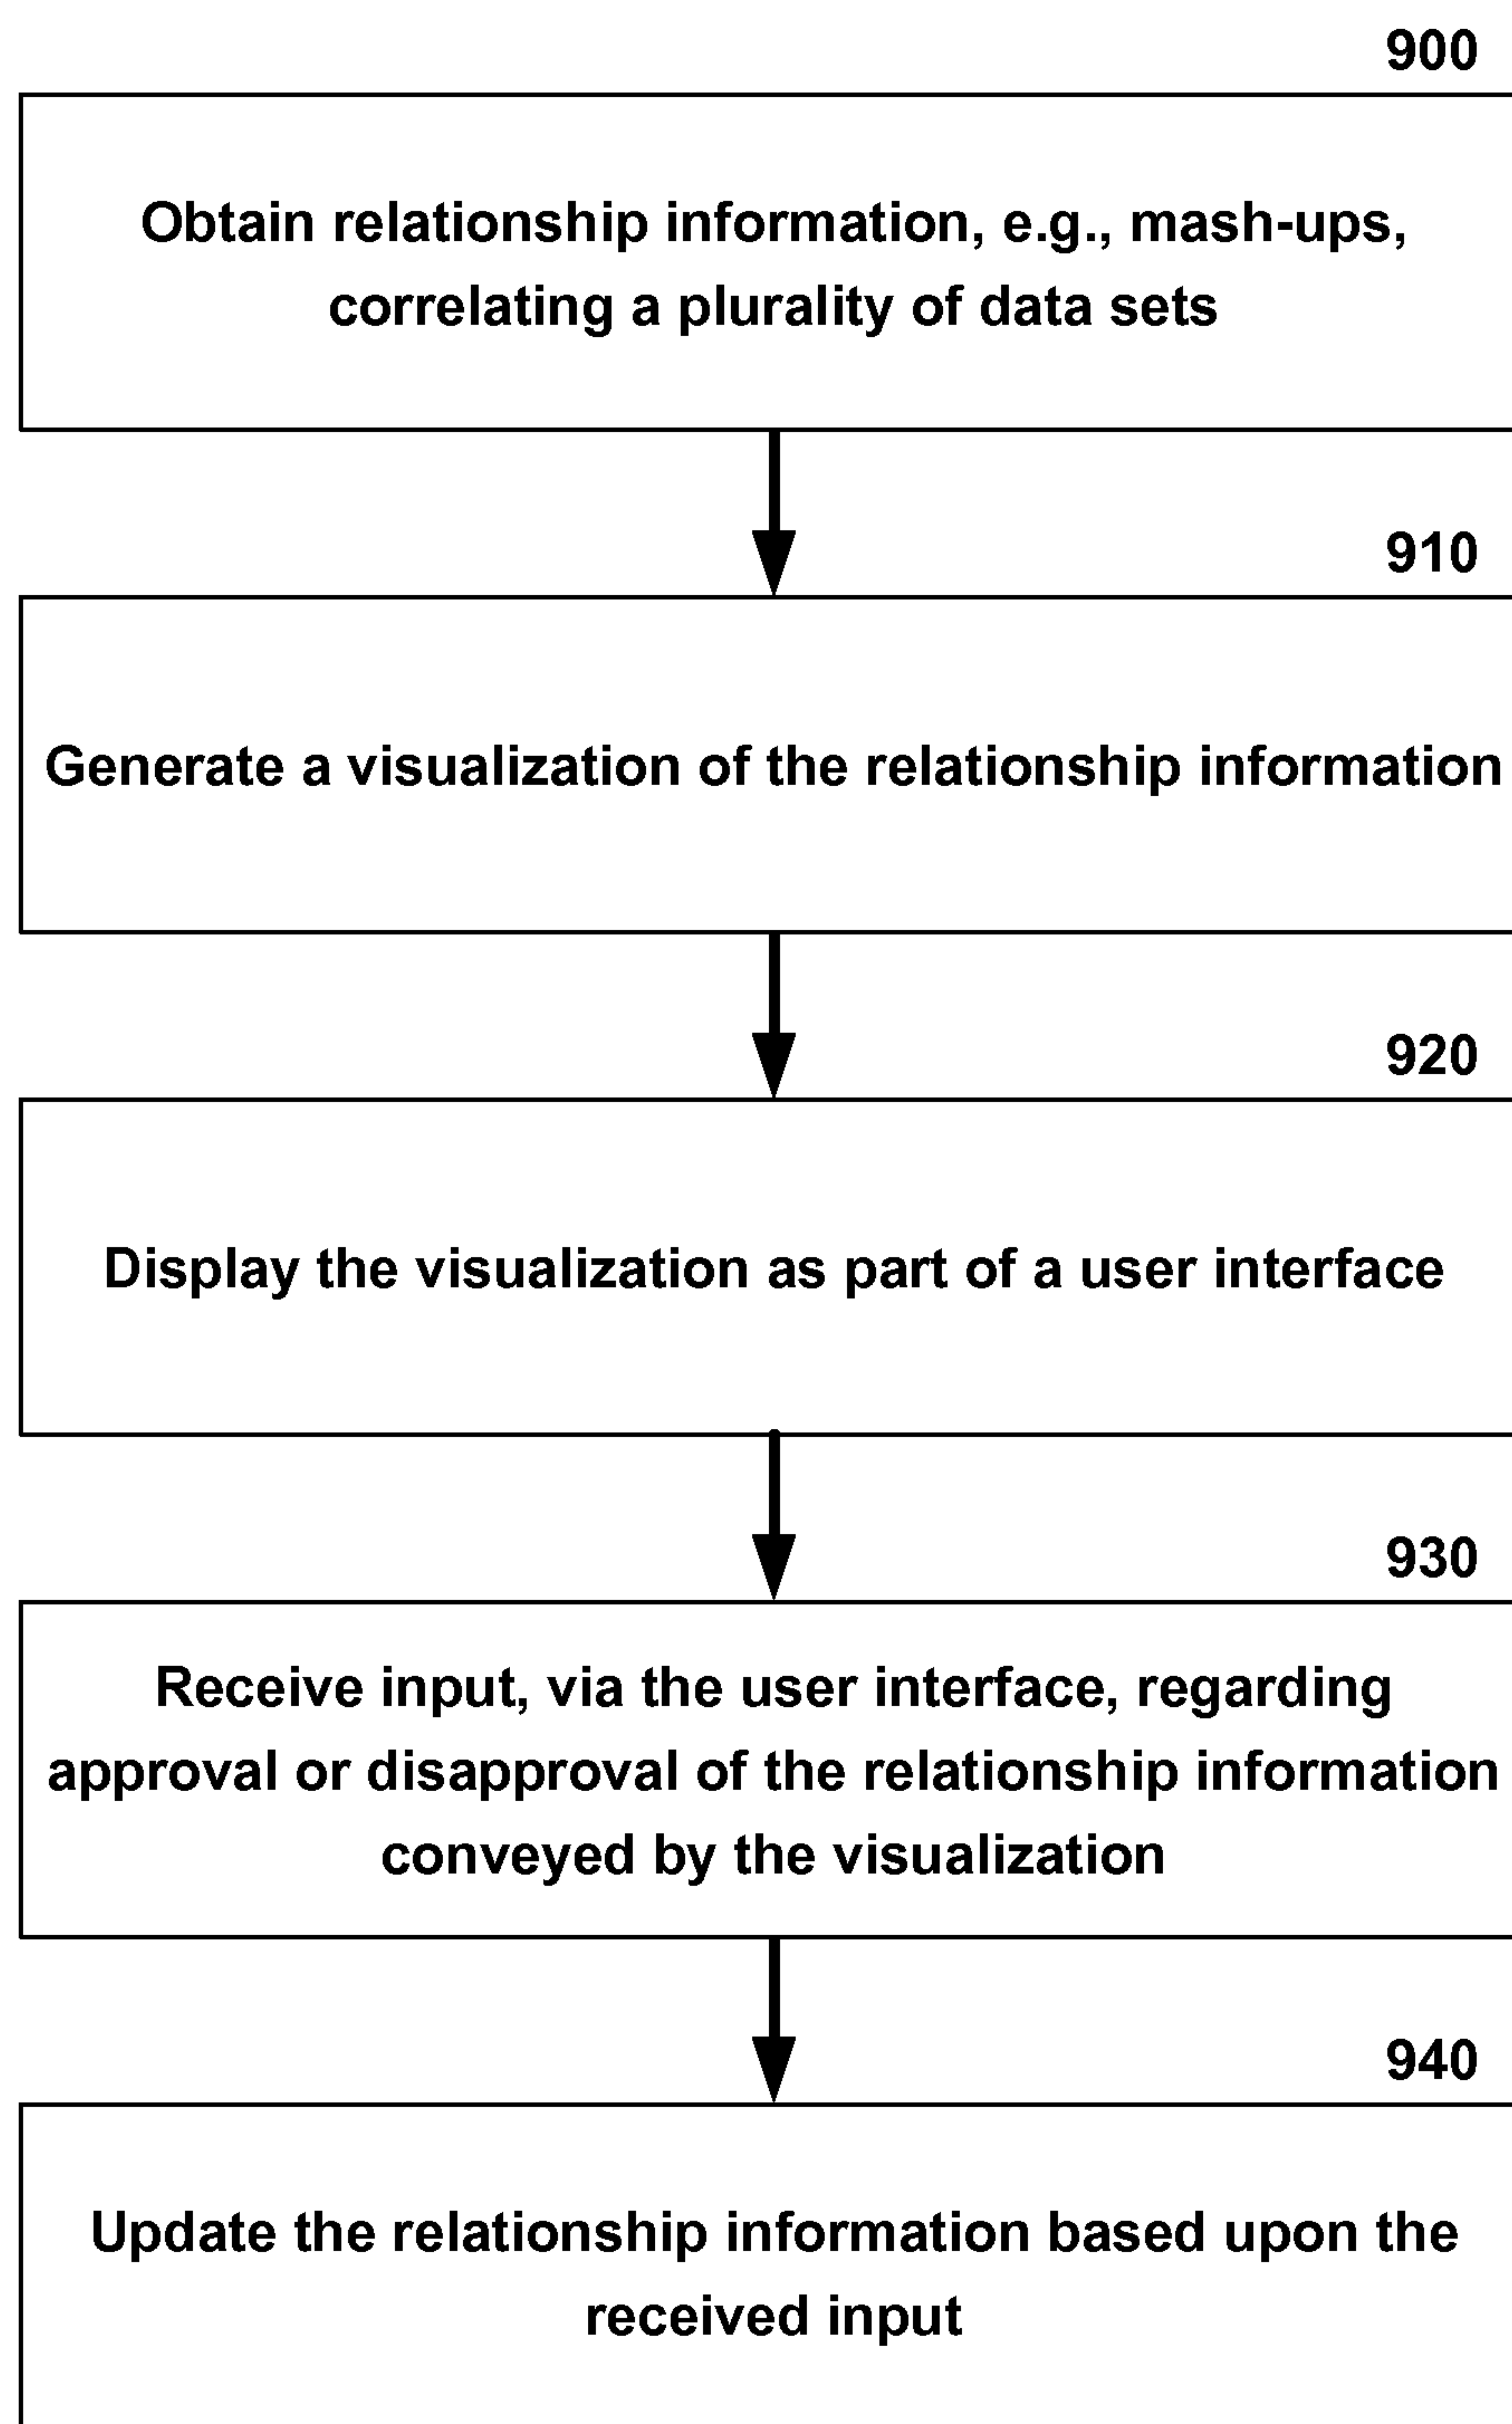 900
Obtain relationship information, e.g., mash-ups,
correlating a plurality of data sets
910
Generate a visualization of the relationship information
920
Display the visualization as part of a user interface
930
Receive input, via the user interface, regarding
approval or disapproval of the relationship information
conveyed by the visualization
940
Update the relationship information based upon the
received input